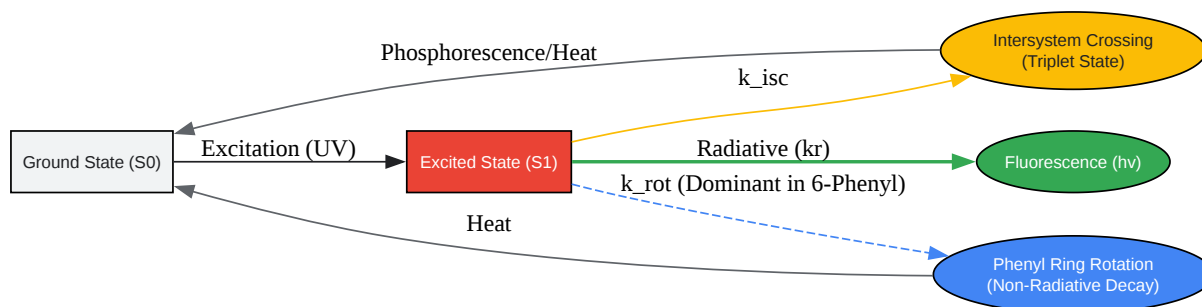 Intersystem Crossing
(Triplet State)
Phosphorescence/Heat
k_isc
Ground State (S0)
Excitation (UV)
Excited State (S1)
Radiative (kr)
Fluorescence (hv)
k_rot (Dominant in 6-Phenyl)
Heat
Phenyl Ring Rotation
(Non-Radiative Decay)